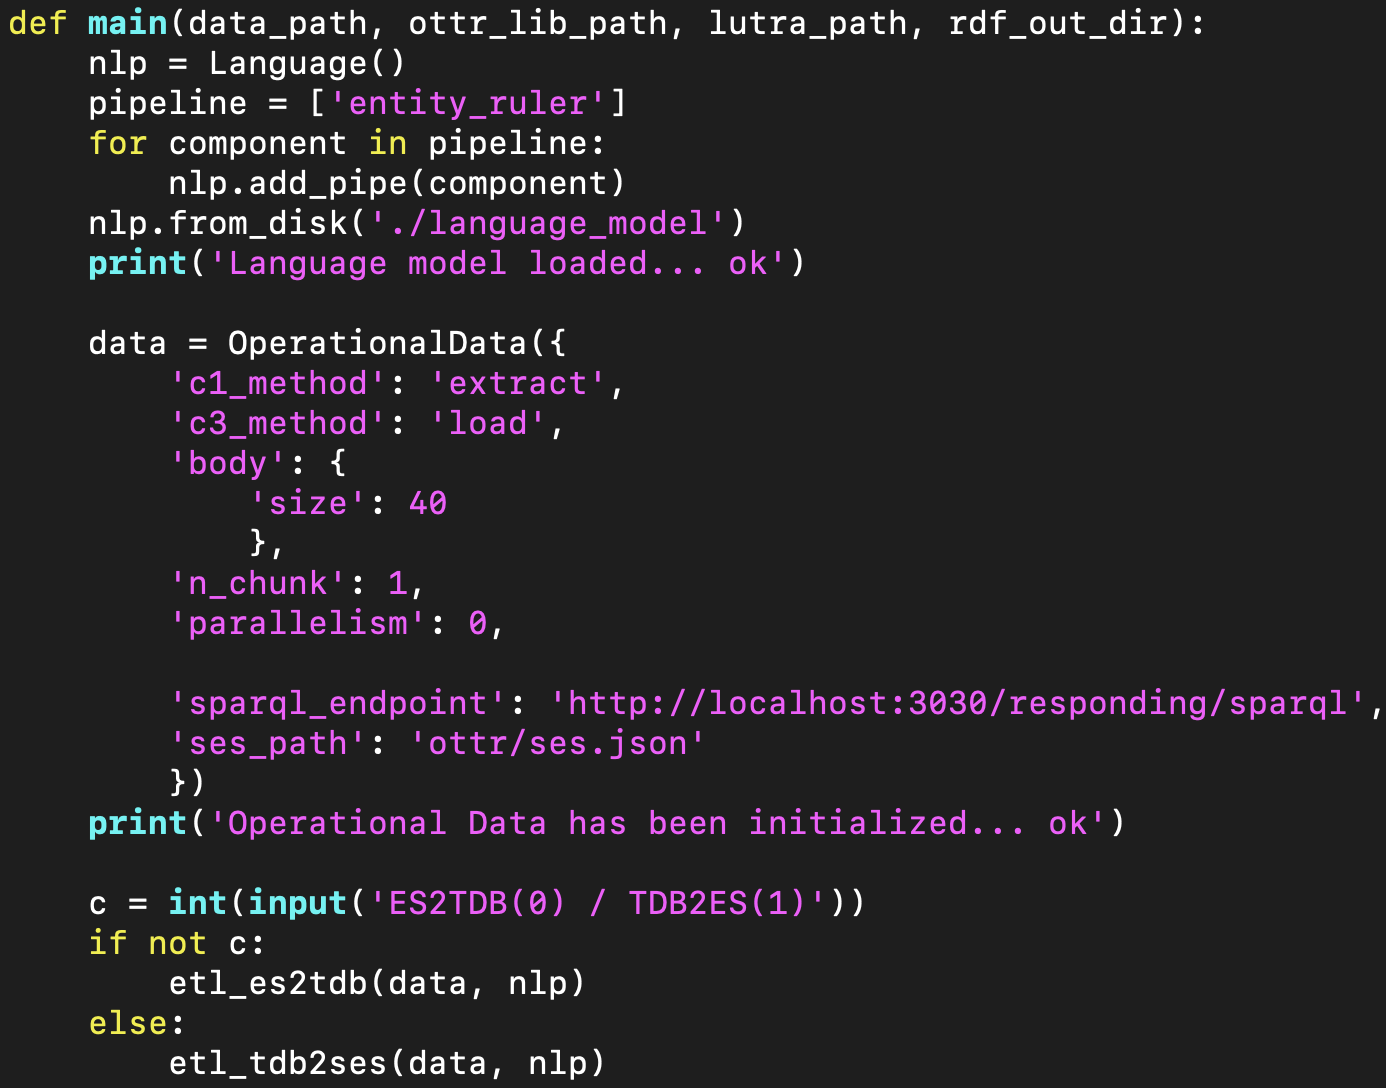 def main(data_path, ottr_lib_path, lutra_path, rdf_out_dir):
    nlp = Language()
    pipeline = ['entity_ruler']
    for component in pipeline:
        nlp.add_pipe(component)
    nlp.from_disk('./language_model')
    print('Language model loaded... ok')

    data = OperationalData({
        'c1_method': 'extract',
        'c3_method': 'load',
        'body': {
            'size': 40
            },
        'n_chunk': 1,
        'parallelism': 0,

        'sparql_endpoint': 'http://localhost:3030/responding/sparql',
        'ses_path': 'ottr/ses.json'
        })
    print('Operational Data has been initialized... ok')

    c = int(input('ES2TDB(0) / TDB2ES(1)'))
    if not c:
        etl_es2tdb(data, nlp)
    else:
        etl_tdb2ses(data, nlp)